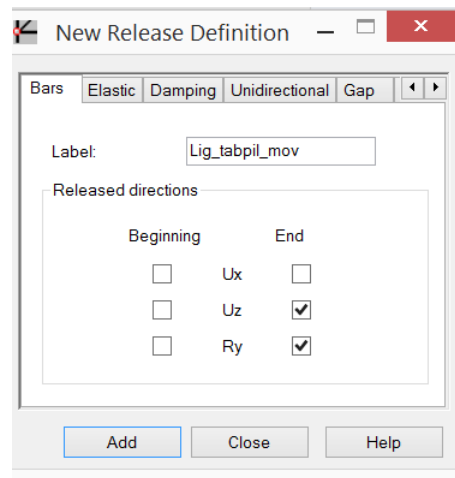 New Release Definition
Bars Elastic Damping Unidirectional Gap
Label: Lig_tabpil_mov
Released directions
Beginning End
Ux
Uz
Ry
Add Close Help